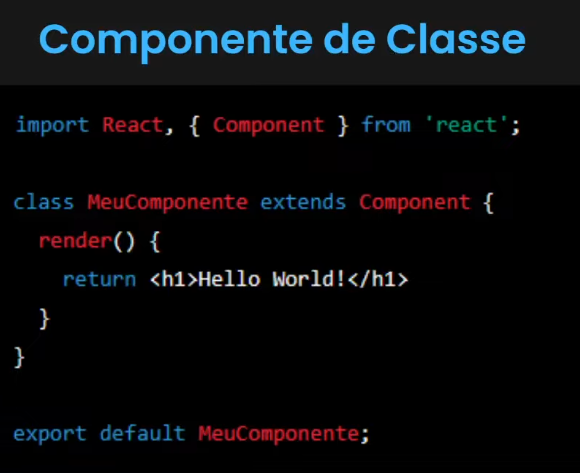 Componente de Classe
import React, { Component } from 'react';
class MeuComponente extends Component {
render() {
return <h1>Hello World!</h1>
}
}
export default MeuComponente;